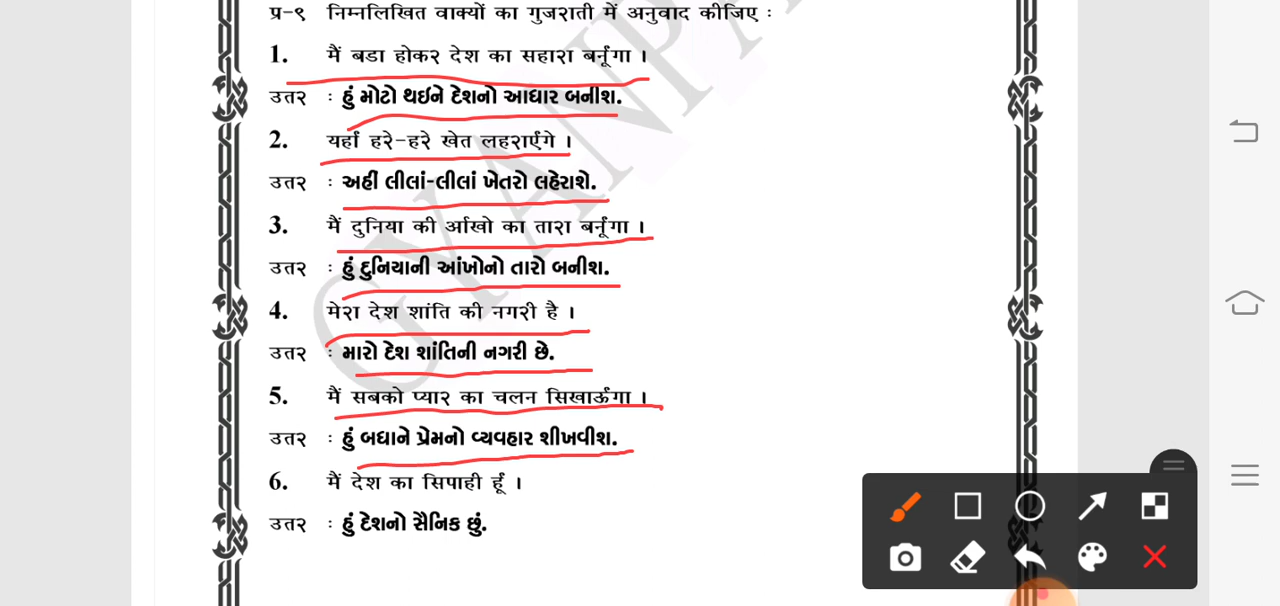 प्र-९ निम्नलिखित वाक्यों का गुजराती में अनुवाद कीजिए :
1. मैं बडा होकर देश का सहारा बनूँगा ।
उत्तर : હું મોટો થઇને દેશનો આધાર બનીશ.
2. यहाँ हरे-हरे खेत लहराएँगे ।
उत्तर : અહીં લીલાં-લીલાં ખેતરો લહેરાશે.
3. मैं दुनिया की आँखो का तारा बनूँगा ।
उत्तर : હું દુનિયાની આંખોનો તારો બનીશ.
4. मेरा देश शांति की नगरी है ।
उत्तर : મારો દેશ શાંતિની નગરી છે.
5. मैं सबको प्यार का चलन सिखाऊँगा ।
उत्तर : હું બધાને પ્રેમનો વ્યવહાર શીખવીશ.
6. मैं देश का सिपाही हूँ ।
उत्तर : હું દેશનો સૈનિક છું.